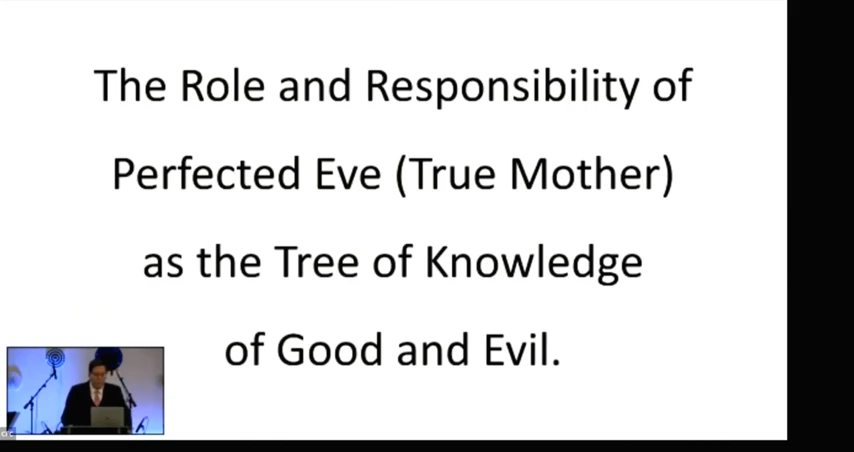 The Role and Responsibility of
Perfected Eve (True Mother)
as the Tree of Knowledge
of Good and Evil.